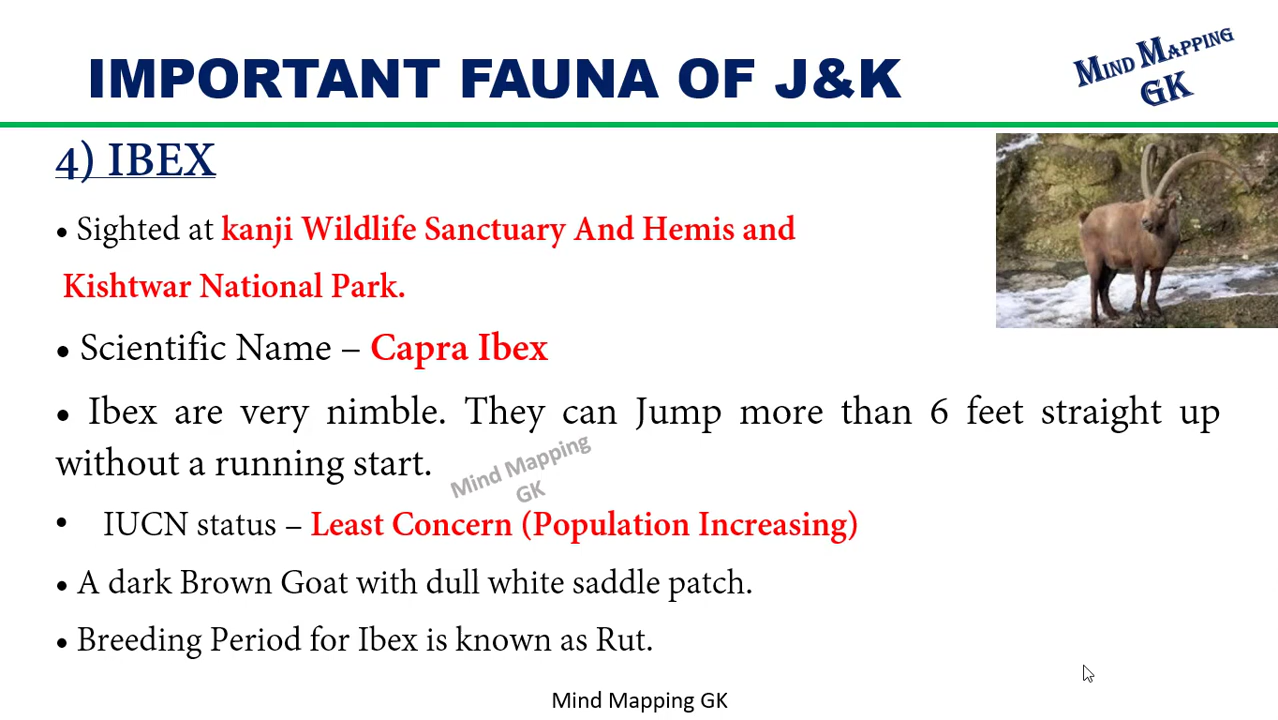 IMPORTANT FAUNA OF J&K
MIND MAPPING
GK
4) IBEX
• Sighted at kanji Wildlife Sanctuary And Hemis and
Kishtwar National Park.
• Scientific Name – Capra Ibex
• Ibex are very nimble. They can Jump more than 6 feet straight up
without a running start.
Mind Mapping
GK
• IUCN status – Least Concern (Population Increasing)
• A dark Brown Goat with dull white saddle patch.
• Breeding Period for Ibex is known as Rut.
Mind Mapping GK